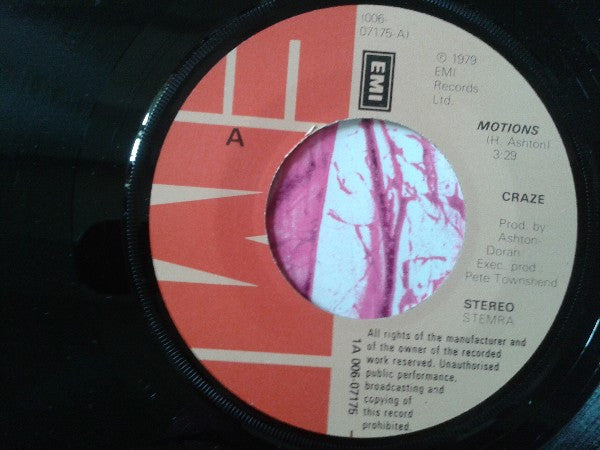 (006-
07175-A)
EMI
℗ 1979
EMI
Records
Ltd.
A
MOTIONS
(H. Ashton)
3:29
CRAZE
Prod. by
Ashton-
Doran
Exec. prod.
Pete Townshend
STEREO
STEMRA
All rights of the manufacturer and
of the owner of the recorded
work reserved. Unauthorised
public performance,
broadcasting and
copying of
this record
prohibited.
1A 006-07175
EMI